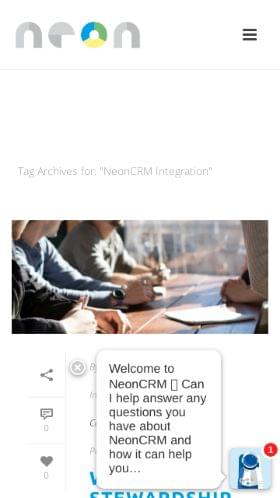 neon
Tag Archives for: "NeonCRM Integration"
By
Welcome to
NeonCRM ▯ Can
I help answer any
questions you
have about
NeonCRM and
how it can help
you...
0
0
1
STEWARDSHIP